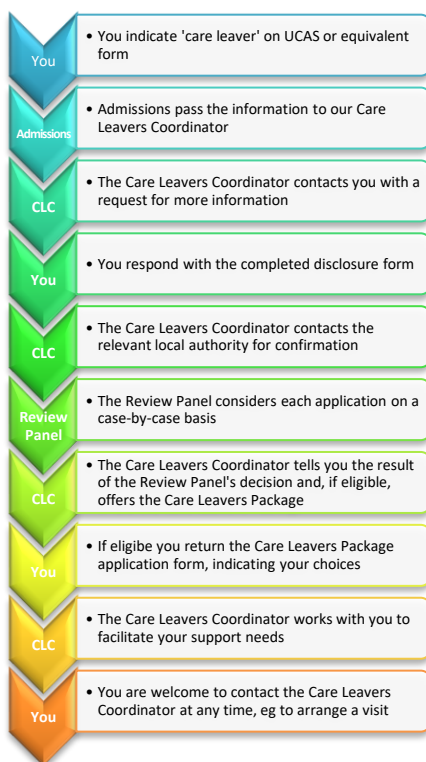 You
• You indicate 'care leaver' on UCAS or equivalent
form
Admissions
• Admissions pass the information to our Care
Leavers Coordinator
CLC
• The Care Leavers Coordinator contacts you with a
request for more information
You
• You respond with the completed disclosure form
CLC
• The Care Leavers Coordinator contacts the
relevant local authority for confirmation
Review
Panel
• The Review Panel considers each application on a
case-by-case basis
CLC
• The Care Leavers Coordinator tells you the result
of the Review Panel's decision and, if eligible,
offers the Care Leavers Package
You
• If eligibe you return the Care Leavers Package
application form, indicating your choices
CLC
• The Care Leavers Coordinator works with you to
facilitate your support needs
You
• You are welcome to contact the Care Leavers
Coordinator at any time, eg to arrange a visit